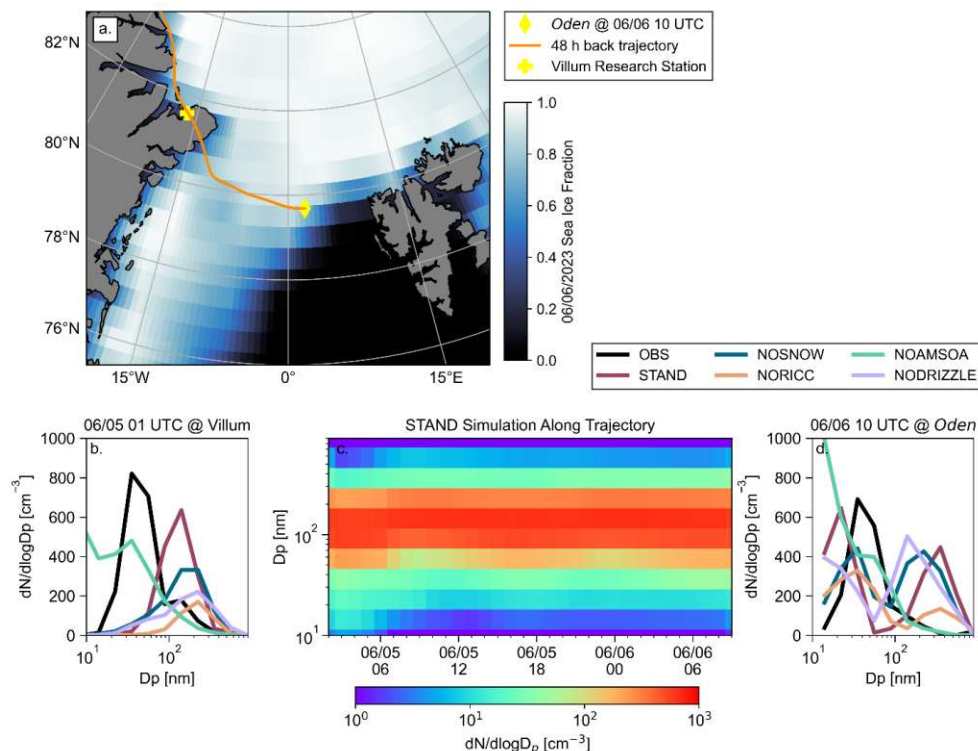 a.
82°N
80°N
78°N
76°N
15°W
0°
15°E
Oden @ 06/06 10 UTC
48 h back trajectory
Villum Research Station
1.0
0.8
0.6
0.4
0.2
0.0
06/06/2023 Sea Ice Fraction
OBS
NOSNOW
NOAMSOA
STAND
NORICC
NODRIZZLE
06/05 01 UTC @ Villum
b.
1000
800
600
400
200
0
dN/dlogDp [cm⁻³]
10¹
10²
Dp [nm]
STAND Simulation Along Trajectory
c.
Dp [nm]
10²
10¹
06/05 06
06/05 12
06/05 18
06/06 00
06/06 06
10⁰
10¹
10²
10³
dN/dlogDₚ [cm⁻³]
06/06 10 UTC @ Oden
d.
1000
800
600
400
200
0
dN/dlogDp [cm⁻³]
10¹
10²
Dp [nm]